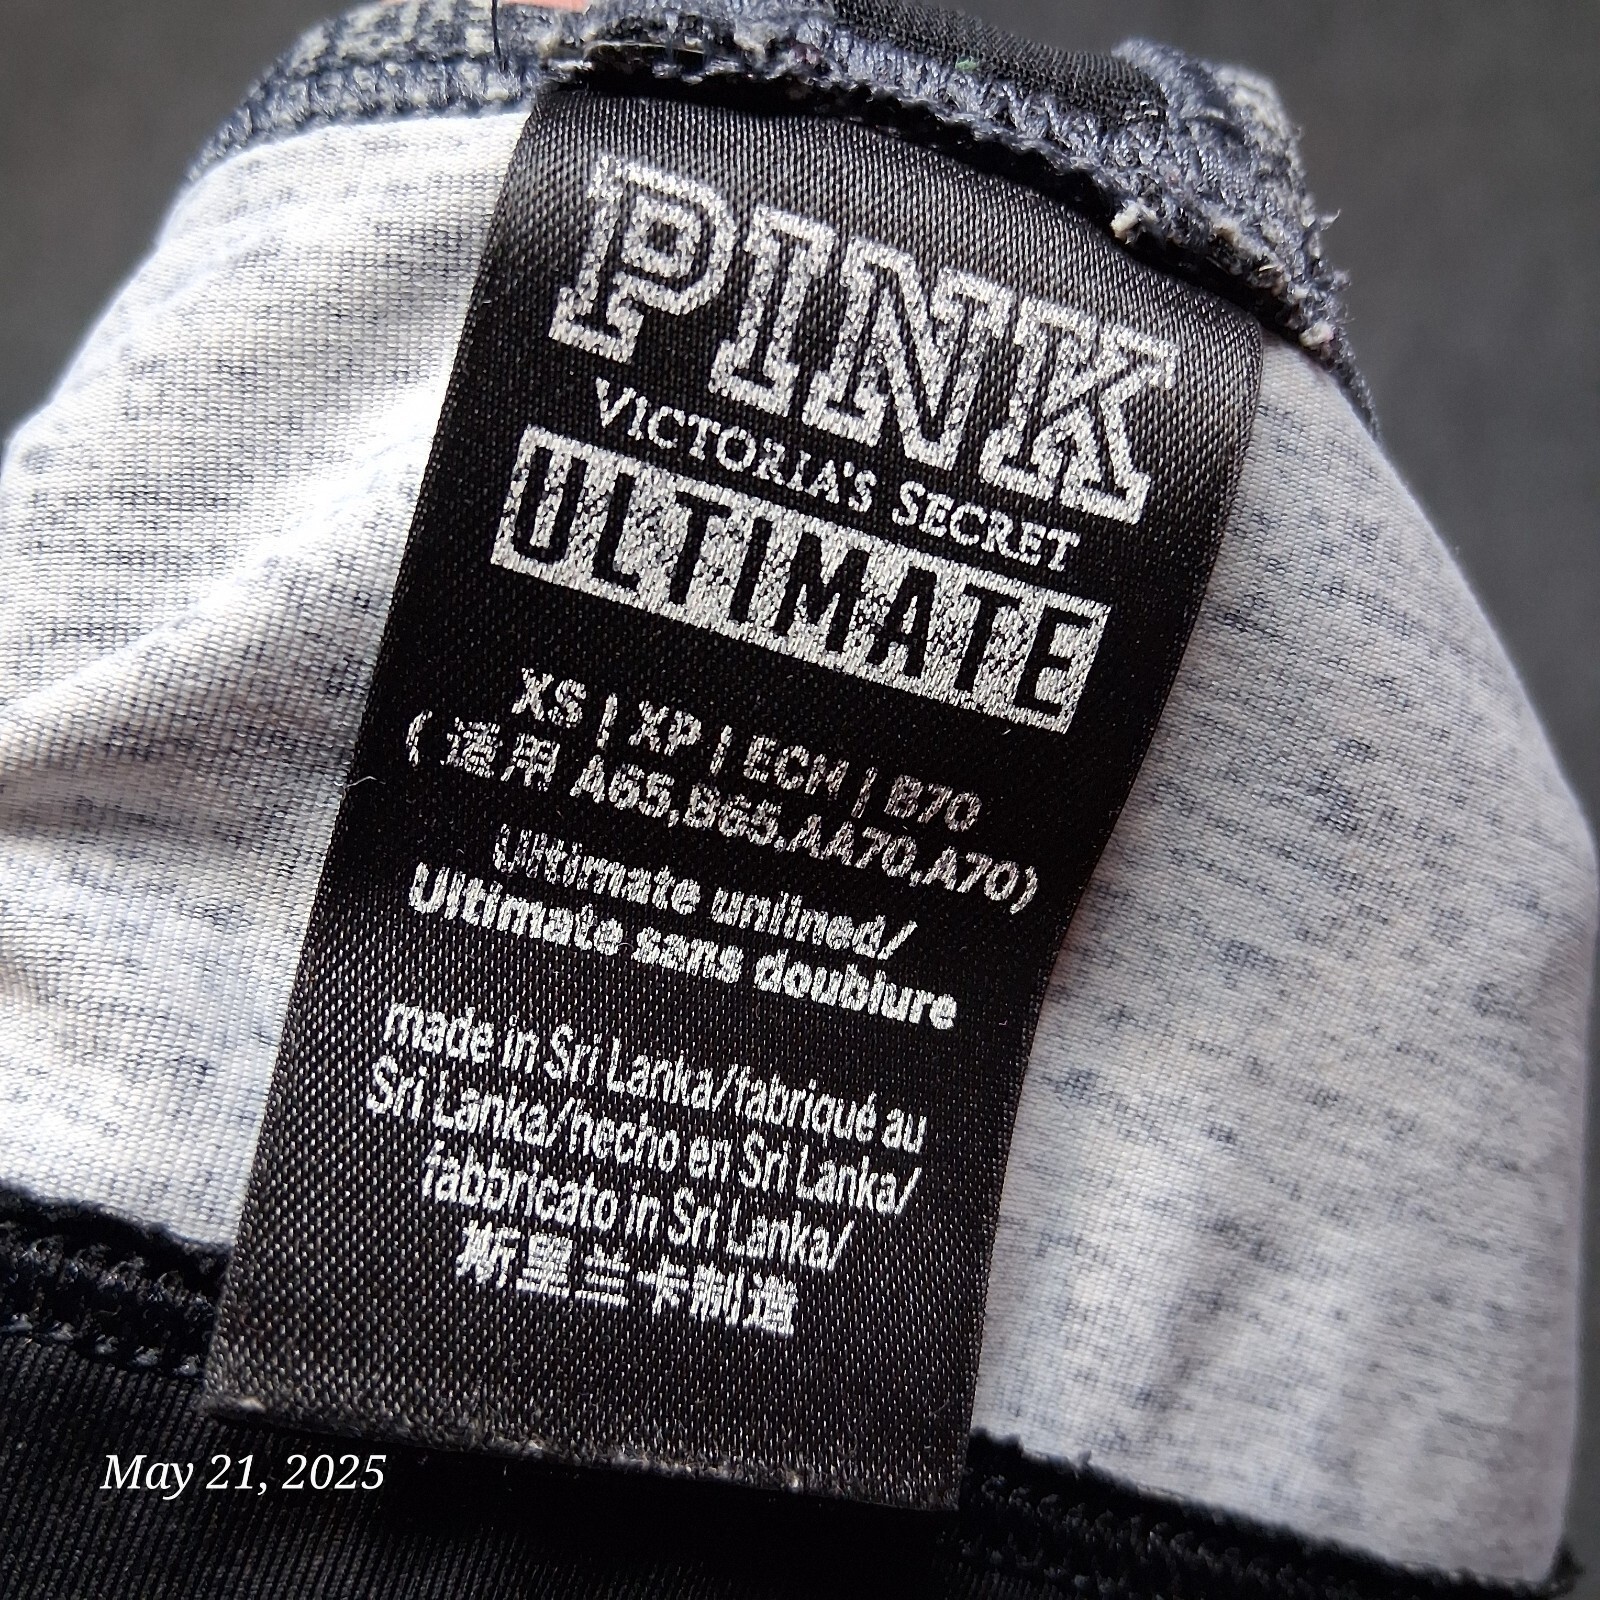 PINK
VICTORIA'S SECRET
ULTIMATE
XS | XP | ECH | B70
(适用 A65,B65,AA70,A70)
Ultimate unlined/
Ultimate sans doublure
made in Sri Lanka/fabriqué au
Sri Lanka/hecho en Sri Lanka/
fabbricato in Sri Lanka/
斯里兰卡制造
May 21, 2025